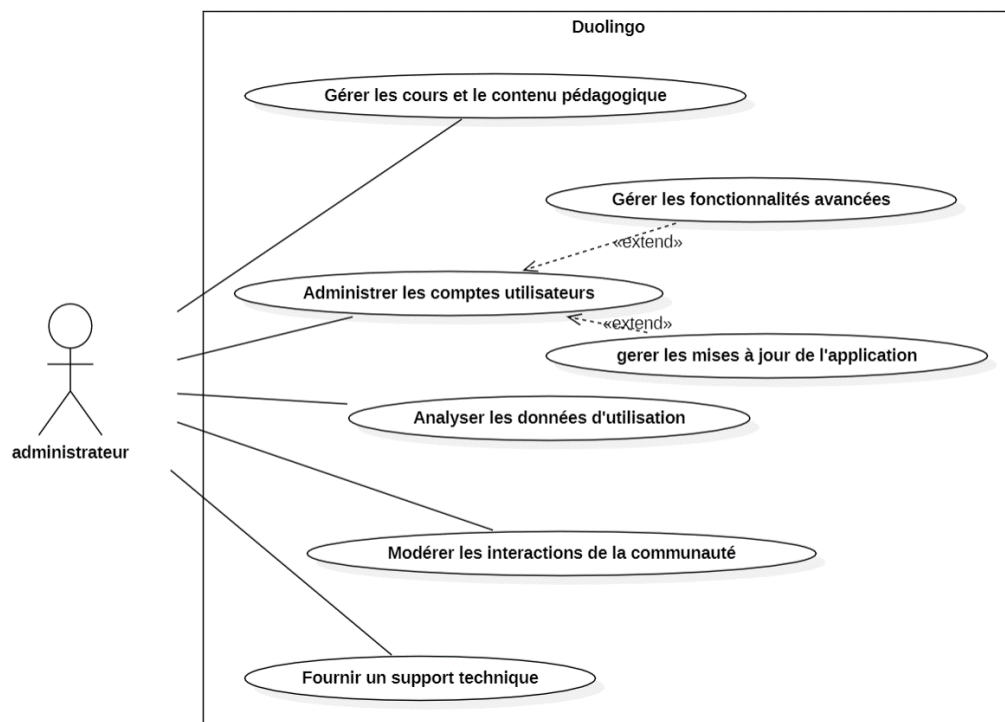 Duolingo
Gérer les cours et le contenu pédagogique
Gérer les fonctionnalités avancées
«extend»
Administrer les comptes utilisateurs
«extend»
gerer les mises à jour de l'application
Analyser les données d'utilisation
administrateur
Modérer les interactions de la communauté
Fournir un support technique